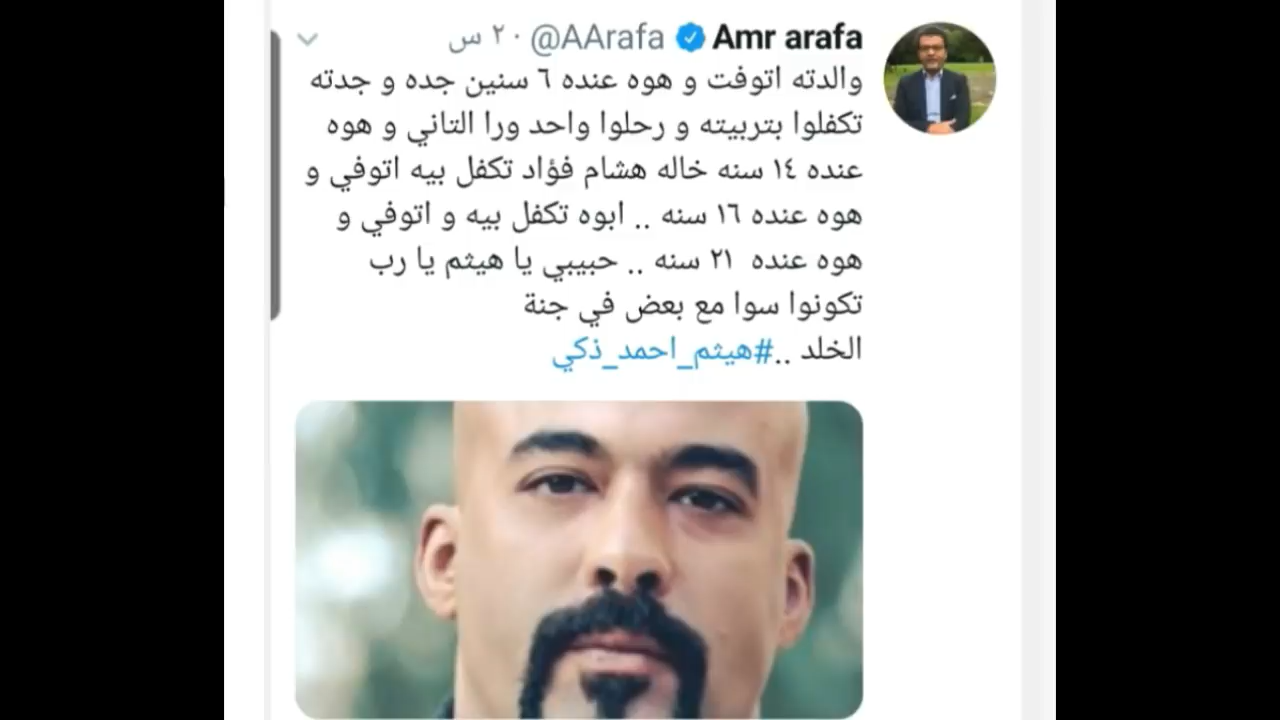 Amr arafa @AArafa · ٢٠ س
والدته اتوفت و هوه عنده ٦ سنين جده و جدته
تكفلوا بتربيته و رحلوا واحد ورا التاني و هوه
عنده ١٤ سنه خاله هشام فؤاد تكفل بيه اتوفي و
هوه عنده ١٦ سنه .. ابوه تكفل بيه و اتوفي و
هوه عنده ٢١ سنه .. حبيبي يا هيثم يا رب
تكونوا سوا مع بعض في جنة
الخلد ..#هيثم_احمد_ذكي